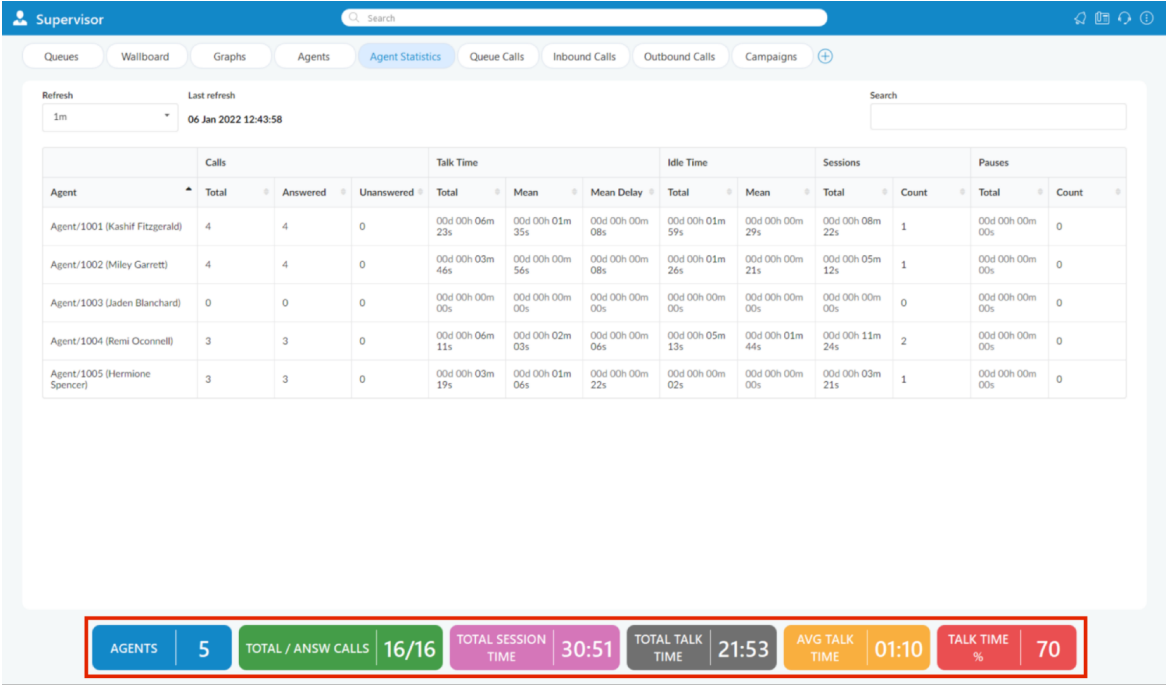 Supervisor Search
Queues Wallboard Graphs Agents Agent Statistics Queue Calls Inbound Calls Outbound Calls Campaigns
Refresh Last refresh Search
1m 06 Jan 2022 12:43:58
Calls Talk Time Idle Time Sessions Pauses
Agent Total Answered Unanswered Total Mean Mean Delay Total Mean Total Count Total Count
Agent/1001 (Kashif Fitzgerald) 4 4 0 00d 00h 06m 23s 00d 00h 01m 35s 00d 00h 00m 08s 00d 00h 01m 59s 00d 00h 00m 29s 00d 00h 08m 22s 1 00d 00h 00m 00s 0
Agent/1002 (Miley Garrett) 4 4 0 00d 00h 03m 46s 00d 00h 00m 56s 00d 00h 00m 08s 00d 00h 01m 26s 00d 00h 00m 21s 00d 00h 05m 12s 1 00d 00h 00m 00s 0
Agent/1003 (Jaden Blanchard) 0 0 0 00d 00h 00m 00s 00d 00h 00m 00s 00d 00h 00m 00s 00d 00h 00m 00s 00d 00h 00m 00s 00d 00h 00m 00s 0 00d 00h 00m 00s 0
Agent/1004 (Remi Oconnell) 3 3 0 00d 00h 06m 11s 00d 00h 02m 03s 00d 00h 00m 06s 00d 00h 05m 13s 00d 00h 01m 44s 00d 00h 11m 24s 2 00d 00h 00m 00s 0
Agent/1005 (Hermione Spencer) 3 3 0 00d 00h 03m 19s 00d 00h 01m 06s 00d 00h 00m 22s 00d 00h 00m 02s 00d 00h 00m 00s 00d 00h 03m 21s 1 00d 00h 00m 00s 0
AGENTS 5 TOTAL / ANSW CALLS 16/16 TOTAL SESSION TIME 30:51 TOTAL TALK TIME 21:53 AVG TALK TIME 01:10 TALK TIME % 70